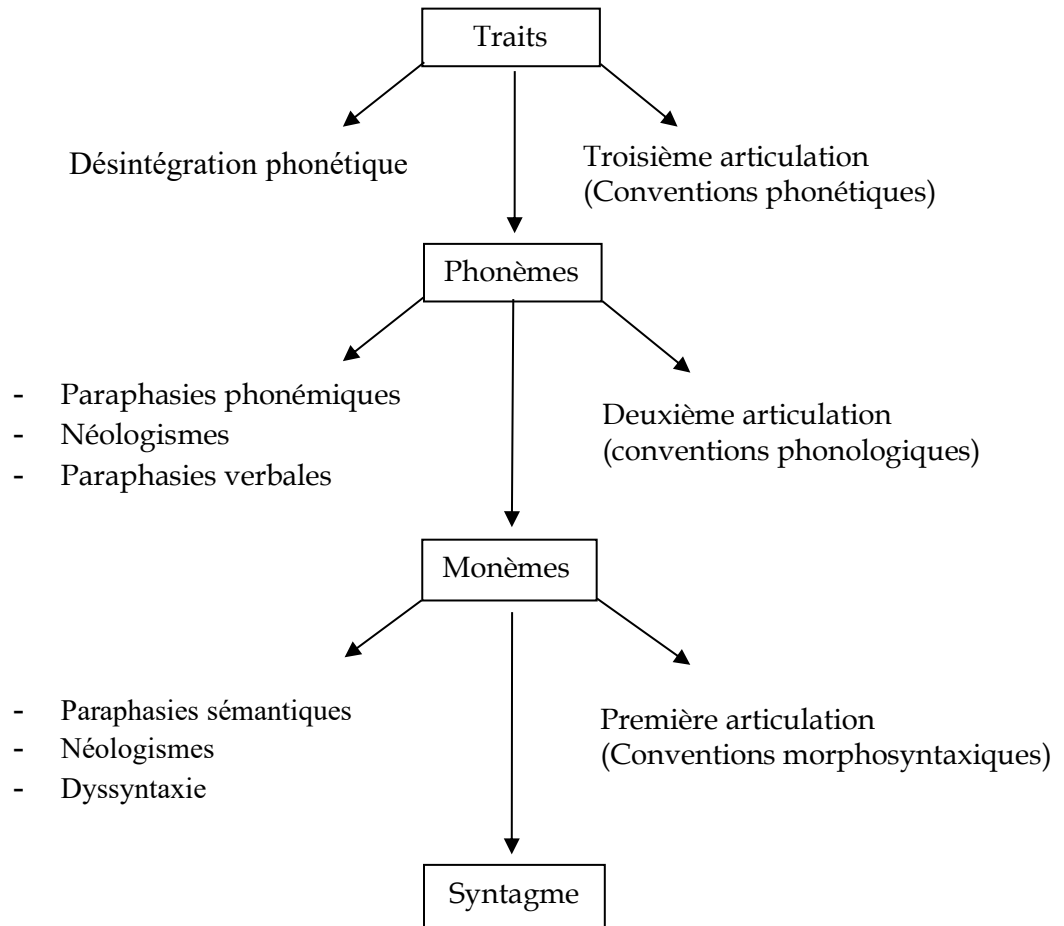 Traits
Désintégration phonétique
Troisième articulation
(Conventions phonétiques)
Phonèmes
- Paraphasies phonémiques
- Néologismes
- Paraphasies verbales
Deuxième articulation
(conventions phonologiques)
Monèmes
- Paraphasies sémantiques
- Néologismes
- Dyssyntaxie
Première articulation
(Conventions morphosyntaxiques)
Syntagme